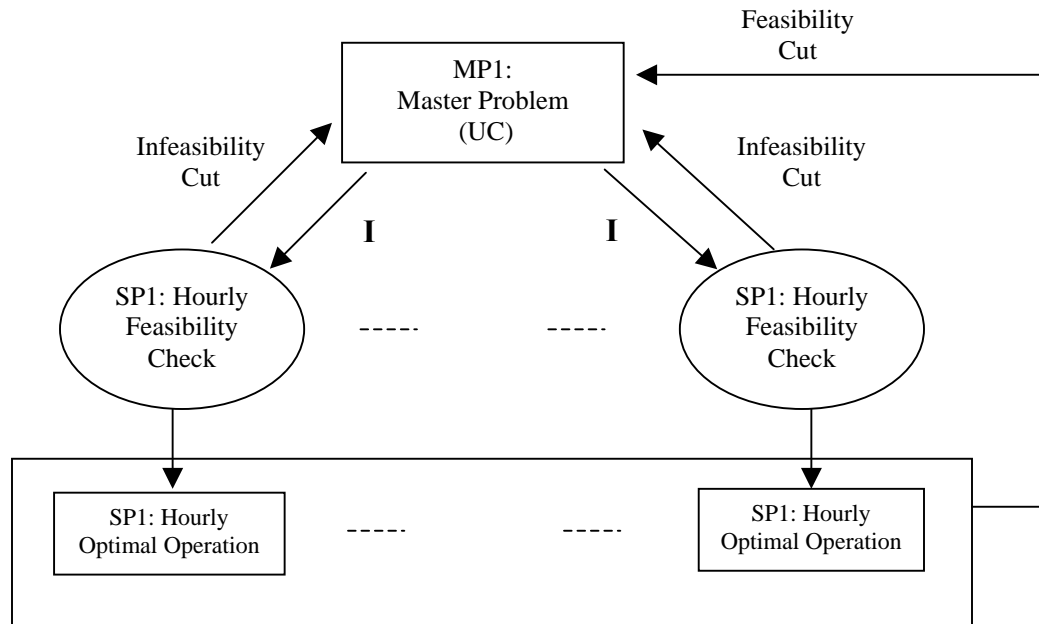 Feasibility
Cut
MP1:
Master Problem
(UC)
Infeasibility
Cut
Infeasibility
Cut
I
I
SP1: Hourly
Feasibility
Check
SP1: Hourly
Feasibility
Check
SP1: Hourly
Optimal Operation
SP1: Hourly
Optimal Operation